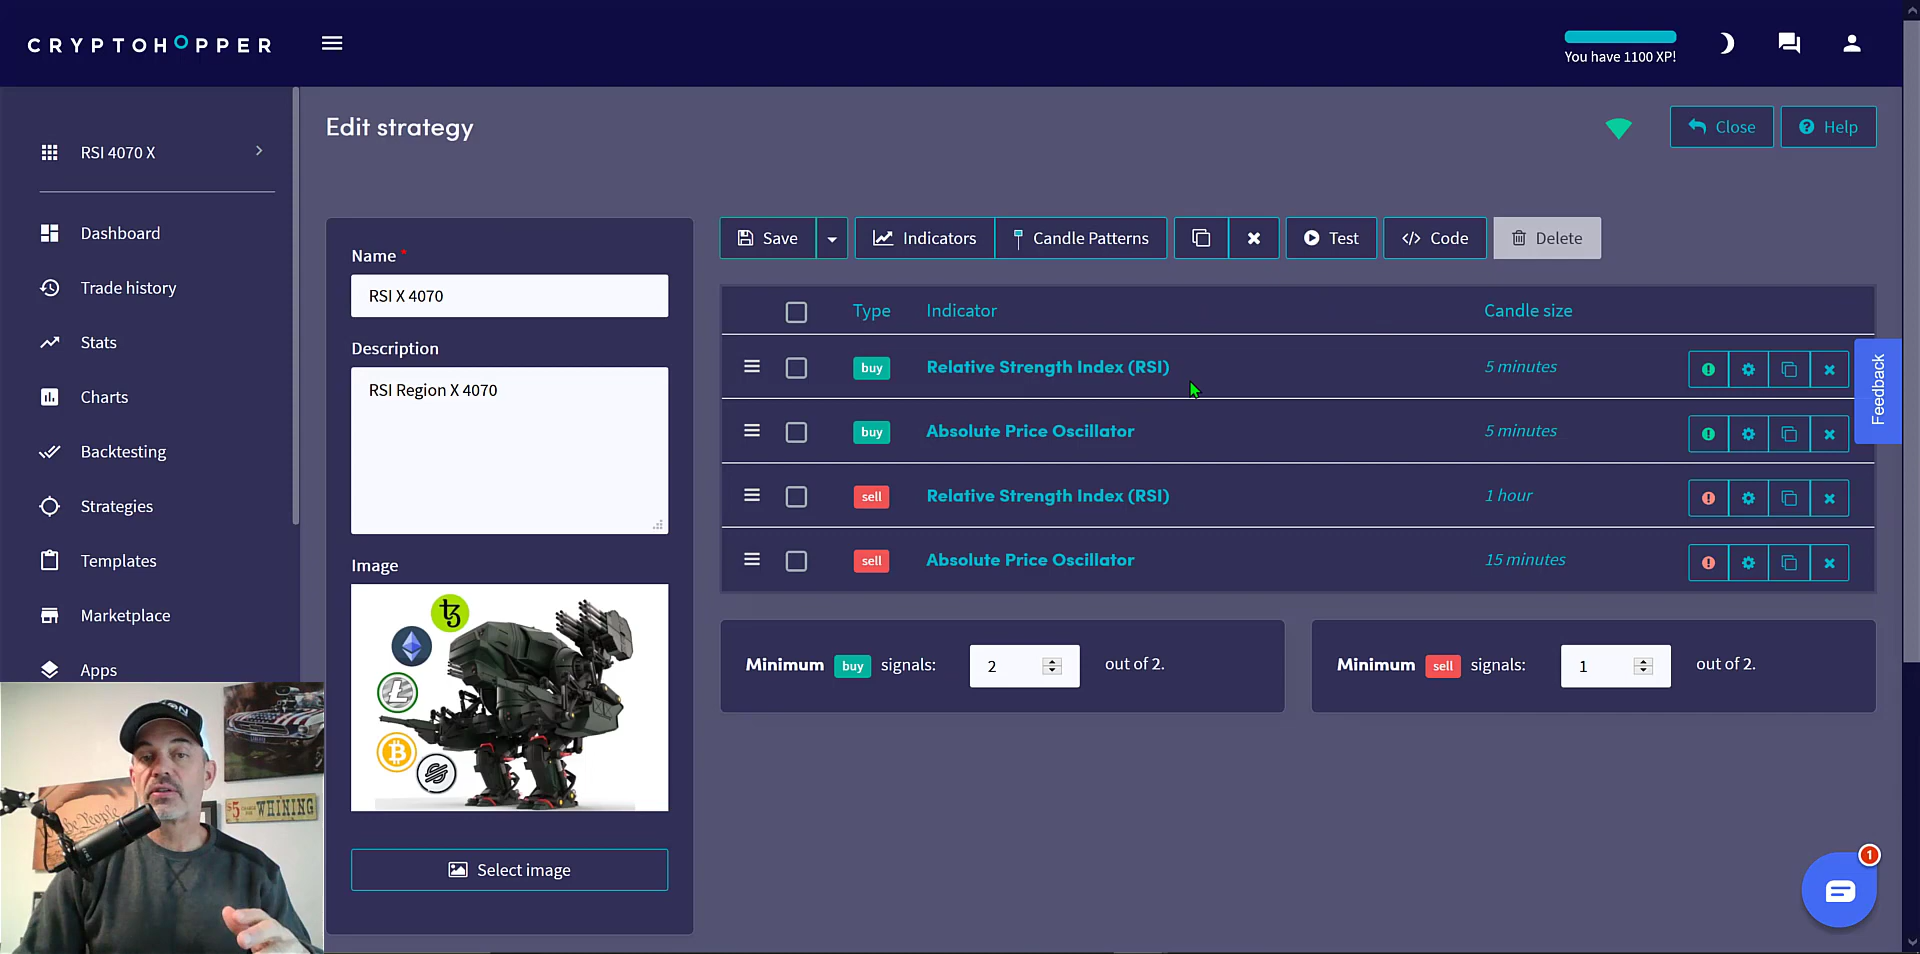 CRYPTOHOPPER
You have 1100 XP!
RSI 4070 X
Dashboard
Trade history
Stats
Charts
Backtesting
Strategies
Templates
Marketplace
Apps
Edit strategy
Close
Help
Name *
RSI X 4070
Description
RSI Region X 4070
Image
Select image
Save
Indicators
Candle Patterns
Test
Code
Delete
Type Indicator Candle size
buy Relative Strength Index (RSI) 5 minutes
buy Absolute Price Oscillator 5 minutes
sell Relative Strength Index (RSI) 1 hour
sell Absolute Price Oscillator 15 minutes
Minimum buy signals: 2 out of 2.
Minimum sell signals: 1 out of 2.
Feedback
1
$5
WHINING